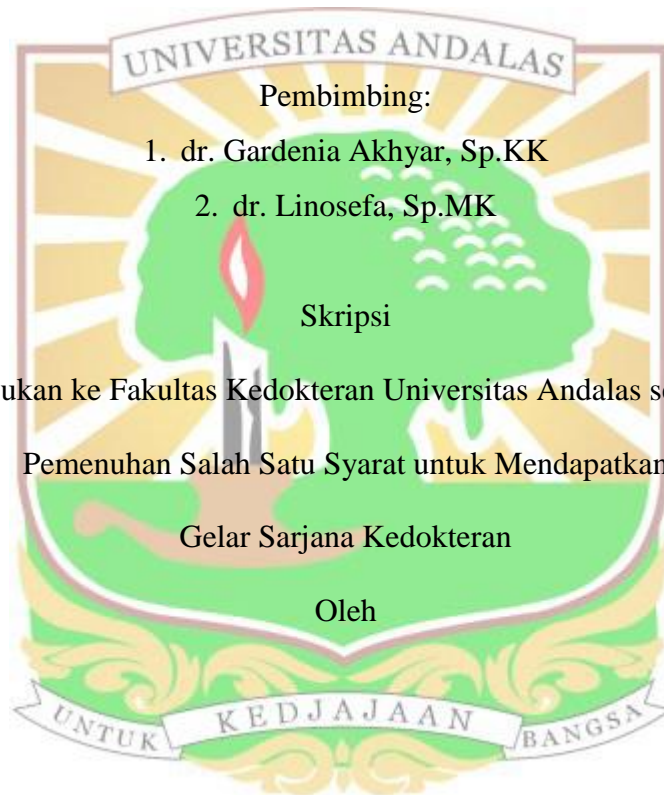 UNIVERSITAS ANDALAS
Pembimbing:
1. dr. Gardenia Akhyar, Sp.KK
2. dr. Linosefa, Sp.MK
Skripsi
ukan ke Fakultas Kedokteran Universitas Andalas se
Pemenuhan Salah Satu Syarat untuk Mendapatkan
Gelar Sarjana Kedokteran
Oleh
UNTUK KEDJAJAAN BANGSA